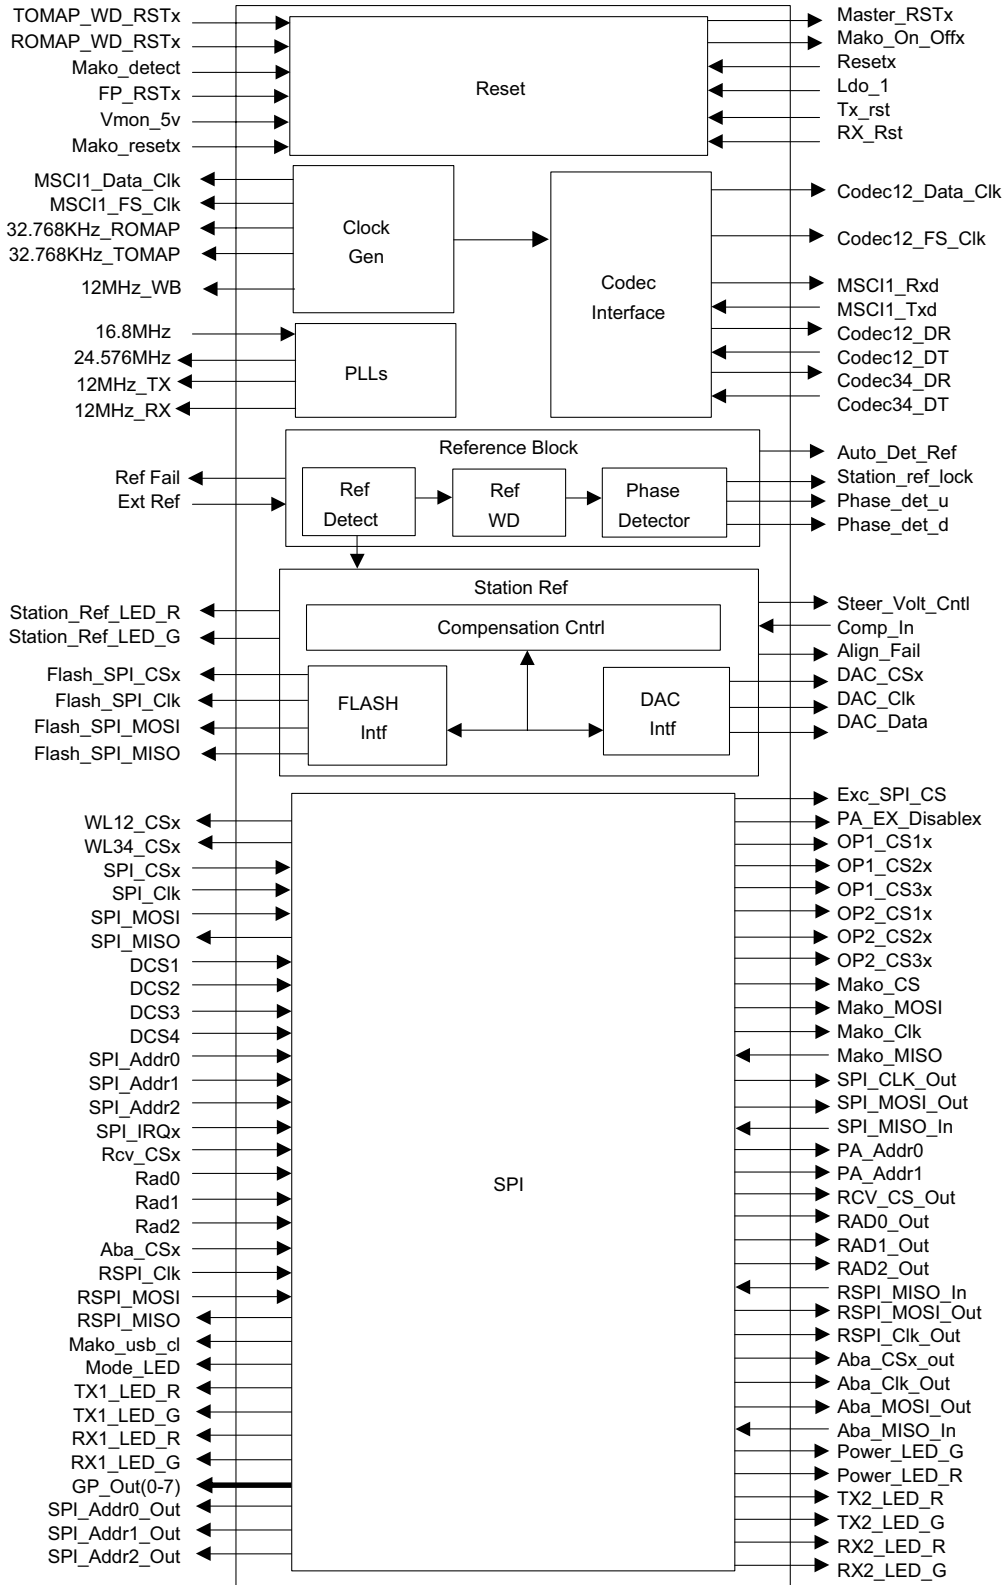 TOMAP_WD_RSTx
ROMAP_WD_RSTx
Mako_detect
FP_RSTx
Vmon_5v
Mako_resetx
Reset
Master_RSTx
Mako_On_Offx
Resetx
Ldo_1
Tx_rst
RX_Rst
MSCI1_Data_Clk
MSCI1_FS_Clk
32.768KHz_ROMAP
32.768KHz_TOMAP
12MHz_WB
Clock
Gen
16.8MHz
24.576MHz
12MHz_TX
12MHz_RX
PLLs
Codec
Interface
Codec12_Data_Clk
Codec12_FS_Clk
MSCI1_Rxd
MSCI1_Txd
Codec12_DR
Codec12_DT
Codec34_DR
Codec34_DT
Reference Block
Ref Fail
Ext Ref
Ref
Detect
Ref
WD
Phase
Detector
Auto_Det_Ref
Station_ref_lock
Phase_det_u
Phase_det_d
Station Ref
Compensation Cntrl
Station_Ref_LED_R
Station_Ref_LED_G
Flash_SPI_CSx
Flash_SPI_Clk
Flash_SPI_MOSI
Flash_SPI_MISO
FLASH
Intf
DAC
Intf
Steer_Volt_Cntl
Comp_In
Align_Fail
DAC_CSx
DAC_Clk
DAC_Data
WL12_CSx
WL34_CSx
SPI_CSx
SPI_Clk
SPI_MOSI
SPI_MISO
DCS1
DCS2
DCS3
DCS4
SPI_Addr0
SPI_Addr1
SPI_Addr2
SPI_IRQx
Rcv_CSx
Rad0
Rad1
Rad2
Aba_CSx
RSPI_Clk
RSPI_MOSI
RSPI_MISO
Mako_usb_cl
Mode_LED
TX1_LED_R
TX1_LED_G
RX1_LED_R
RX1_LED_G
GP_Out(0-7)
SPI_Addr0_Out
SPI_Addr1_Out
SPI_Addr2_Out
SPI
Exc_SPI_CS
PA_EX_Disablex
OP1_CS1x
OP1_CS2x
OP1_CS3x
OP2_CS1x
OP2_CS2x
OP2_CS3x
Mako_CS
Mako_MOSI
Mako_Clk
Mako_MISO
SPI_CLK_Out
SPI_MOSI_Out
SPI_MISO_In
PA_Addr0
PA_Addr1
RCV_CS_Out
RAD0_Out
RAD1_Out
RAD2_Out
RSPI_MISO_In
RSPI_MOSI_Out
RSPI_Clk_Out
Aba_CSx_out
Aba_Clk_Out
Aba_MOSI_Out
Aba_MISO_In
Power_LED_G
Power_LED_R
TX2_LED_R
TX2_LED_G
RX2_LED_R
RX2_LED_G